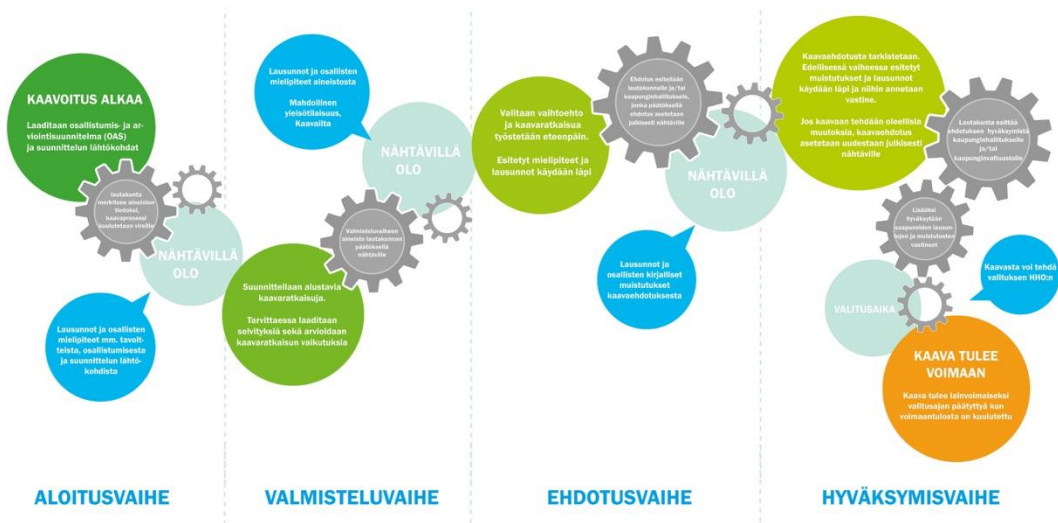 KAAVOITUS ALKAA
Laaditaan osallistumis- ja ar-
viointisuunnitelma (OAS)
ja suunnittelun lähtökohdat
lautakunta
merkitsee aineiston
tiedoksi,
kaavaprosessi
kuulutetaan vireille
NÄHTÄVILLÄ
OLO
Lausunnot ja osallisten
mielipiteet mm. tavoit-
teista, osallistumisesta
ja suunnittelun lähtö-
kohdista
ALOITUSVAIHE
Lausunnot ja osallisten
mielipiteet aineistosta
Mahdollinen
yleisötilaisuus,
Kaavailta
NÄHTÄVILLÄ
OLO
Valmisteluvaiheen
aineisto lautakunnan
päätöksellä
nähtäville
Suunnitellaan alustavia
kaavaratkaisuja.
Tarvittaessa laaditaan
selvityksiä sekä arvioidaan
kaavaratkaisun vaikutuksia
VALMISTELUVAIHE
Valitaan vaihtoehto
ja kaavaratkaisua
työstetään eteenpäin.
Esitetyt mielipiteet ja
lausunnot käydään läpi
Ehdotus esitellään
lautakunnalle ja/tai
kaupunginhallitukselle,
jonka päätöksellä
ehdotus asetetaan
julkisesti nähtäville
NÄHTÄVILLÄ
OLO
Lausunnot ja
osallisten kirjalliset
muistutukset
kaavaehdotuksesta
EHDOTUSVAIHE
Kaavaehdotusta tarkistetaan.
Edellisessä vaiheessa esitetyt
muistutukset ja lausunnot
käydään läpi ja niihin annetaan
vastine.
Jos kaavaan tehdään oleellisia
muutoksia, kaavaehdotus
asetetaan uudestaan julkisesti
nähtäville
Lautakunta esittää
ehdotuksen hyväksymistä
kaupunginhallitukselle
ja/tai
kaupunginvaltuustolle.
Lisäksi
hyväksytään
saapuneiden lausun-
tojen ja muistutusten
vastineet
Kaavasta voi tehdä
valituksen HHO:n
VALITUSAIKA
KAAVA TULEE
VOIMAAN
Kaava tulee lainvoimaiseksi
valitusajan päätyttyä kun
voimaantulosta on kuulutettu
HYVÄKSYMISVAIHE